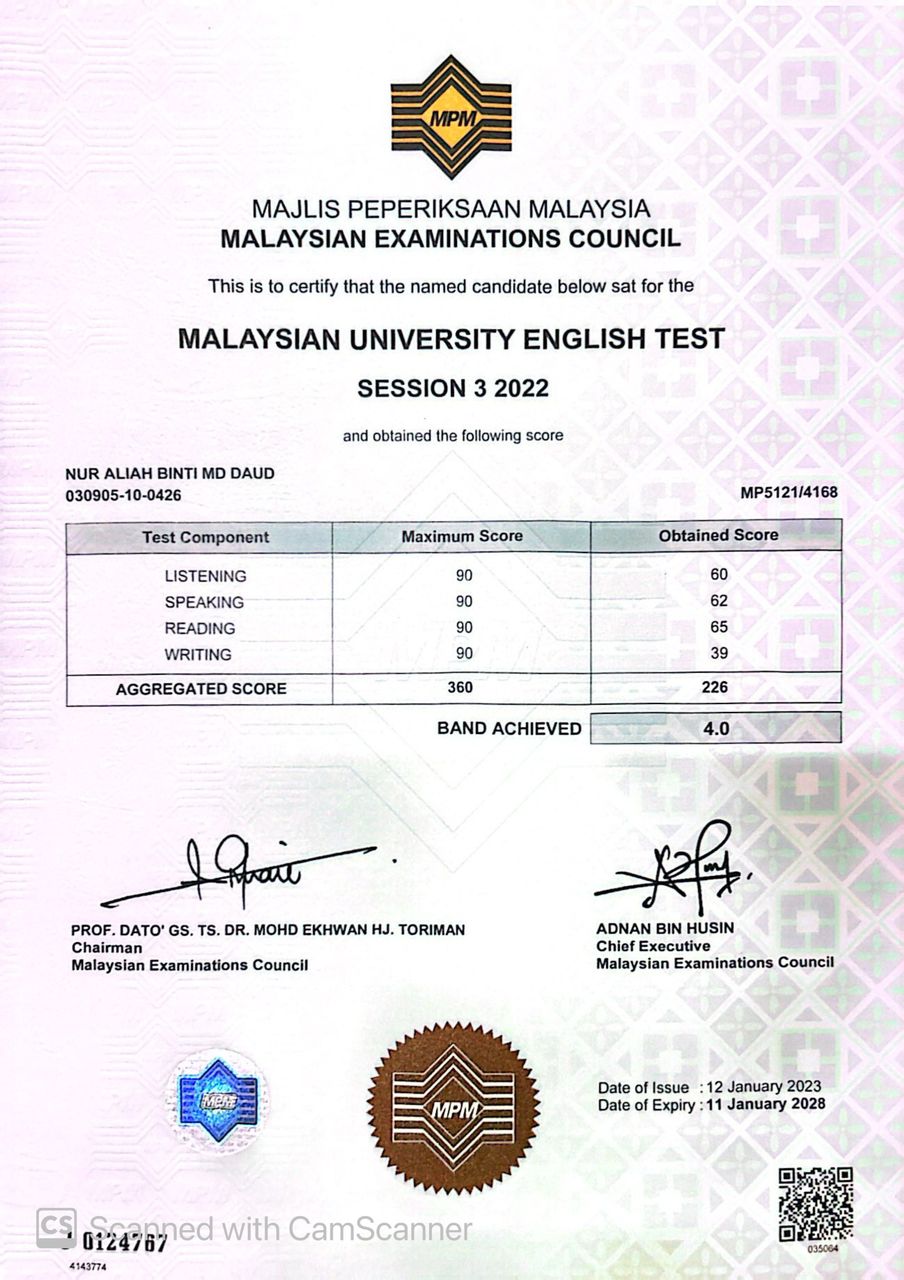 MPM
MAJLIS PEPERIKSAAN MALAYSIA
MALAYSIAN EXAMINATIONS COUNCIL
This is to certify that the named candidate below sat for the
MALAYSIAN UNIVERSITY ENGLISH TEST
SESSION 3 2022
and obtained the following score
NUR ALIAH BINTI MD DAUD
030905-10-0426 MP5121/4168
Test Component Maximum Score Obtained Score
LISTENING 90 60
SPEAKING 90 62
READING 90 65
WRITING 90 39
AGGREGATED SCORE 360 226
BAND ACHIEVED 4.0
PROF. DATO' GS. TS. DR. MOHD EKHWAN HJ. TORIMAN
Chairman
Malaysian Examinations Council
ADNAN BIN HUSIN
Chief Executive
Malaysian Examinations Council
MPM
MPM
Date of Issue : 12 January 2023
Date of Expiry : 11 January 2028
CS Scanned with CamScanner
0124767
4143774
035064